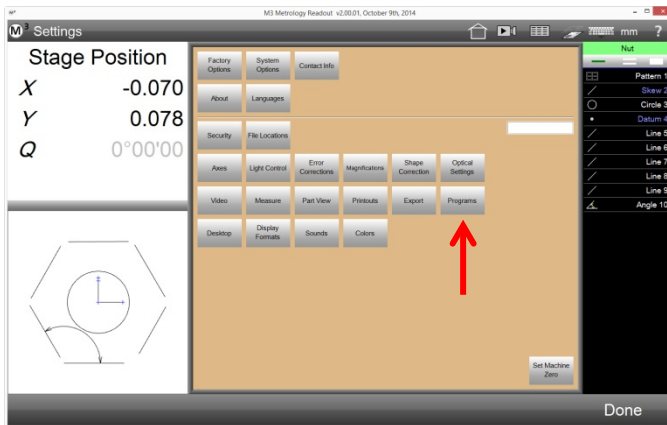 M3 Metrology Readout v2.00.01, October 9th, 2014
M3 Settings
mm ?
Stage Position
X -0.070
Y 0.078
Q 0°00'00
Factory Options
System Options
Contact Info
About
Languages
Security
File Locations
Axes
Light Control
Error Corrections
Magnifications
Shape Correction
Optical Settings
Video
Measure
Part View
Printouts
Export
Programs
Desktop
Display Formats
Sounds
Colors
Set Machine Zero
Nut
Pattern 1
Skew 2
Circle 3
Datum 4
Line 5
Line 6
Line 7
Line 8
Line 9
Angle 10
Done